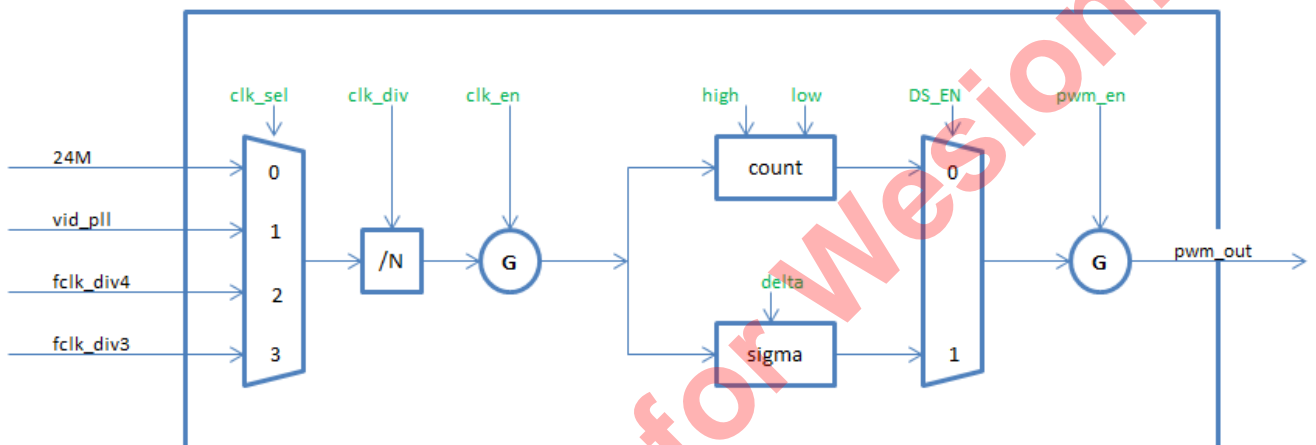 clk_sel clk_div clk_en high low DS_EN pwm_en
24M 0 count 0
vid_pll 1
/N G G pwm_out
fclk_div4 2 delta
fclk_div3 3 sigma 1
for Wesion